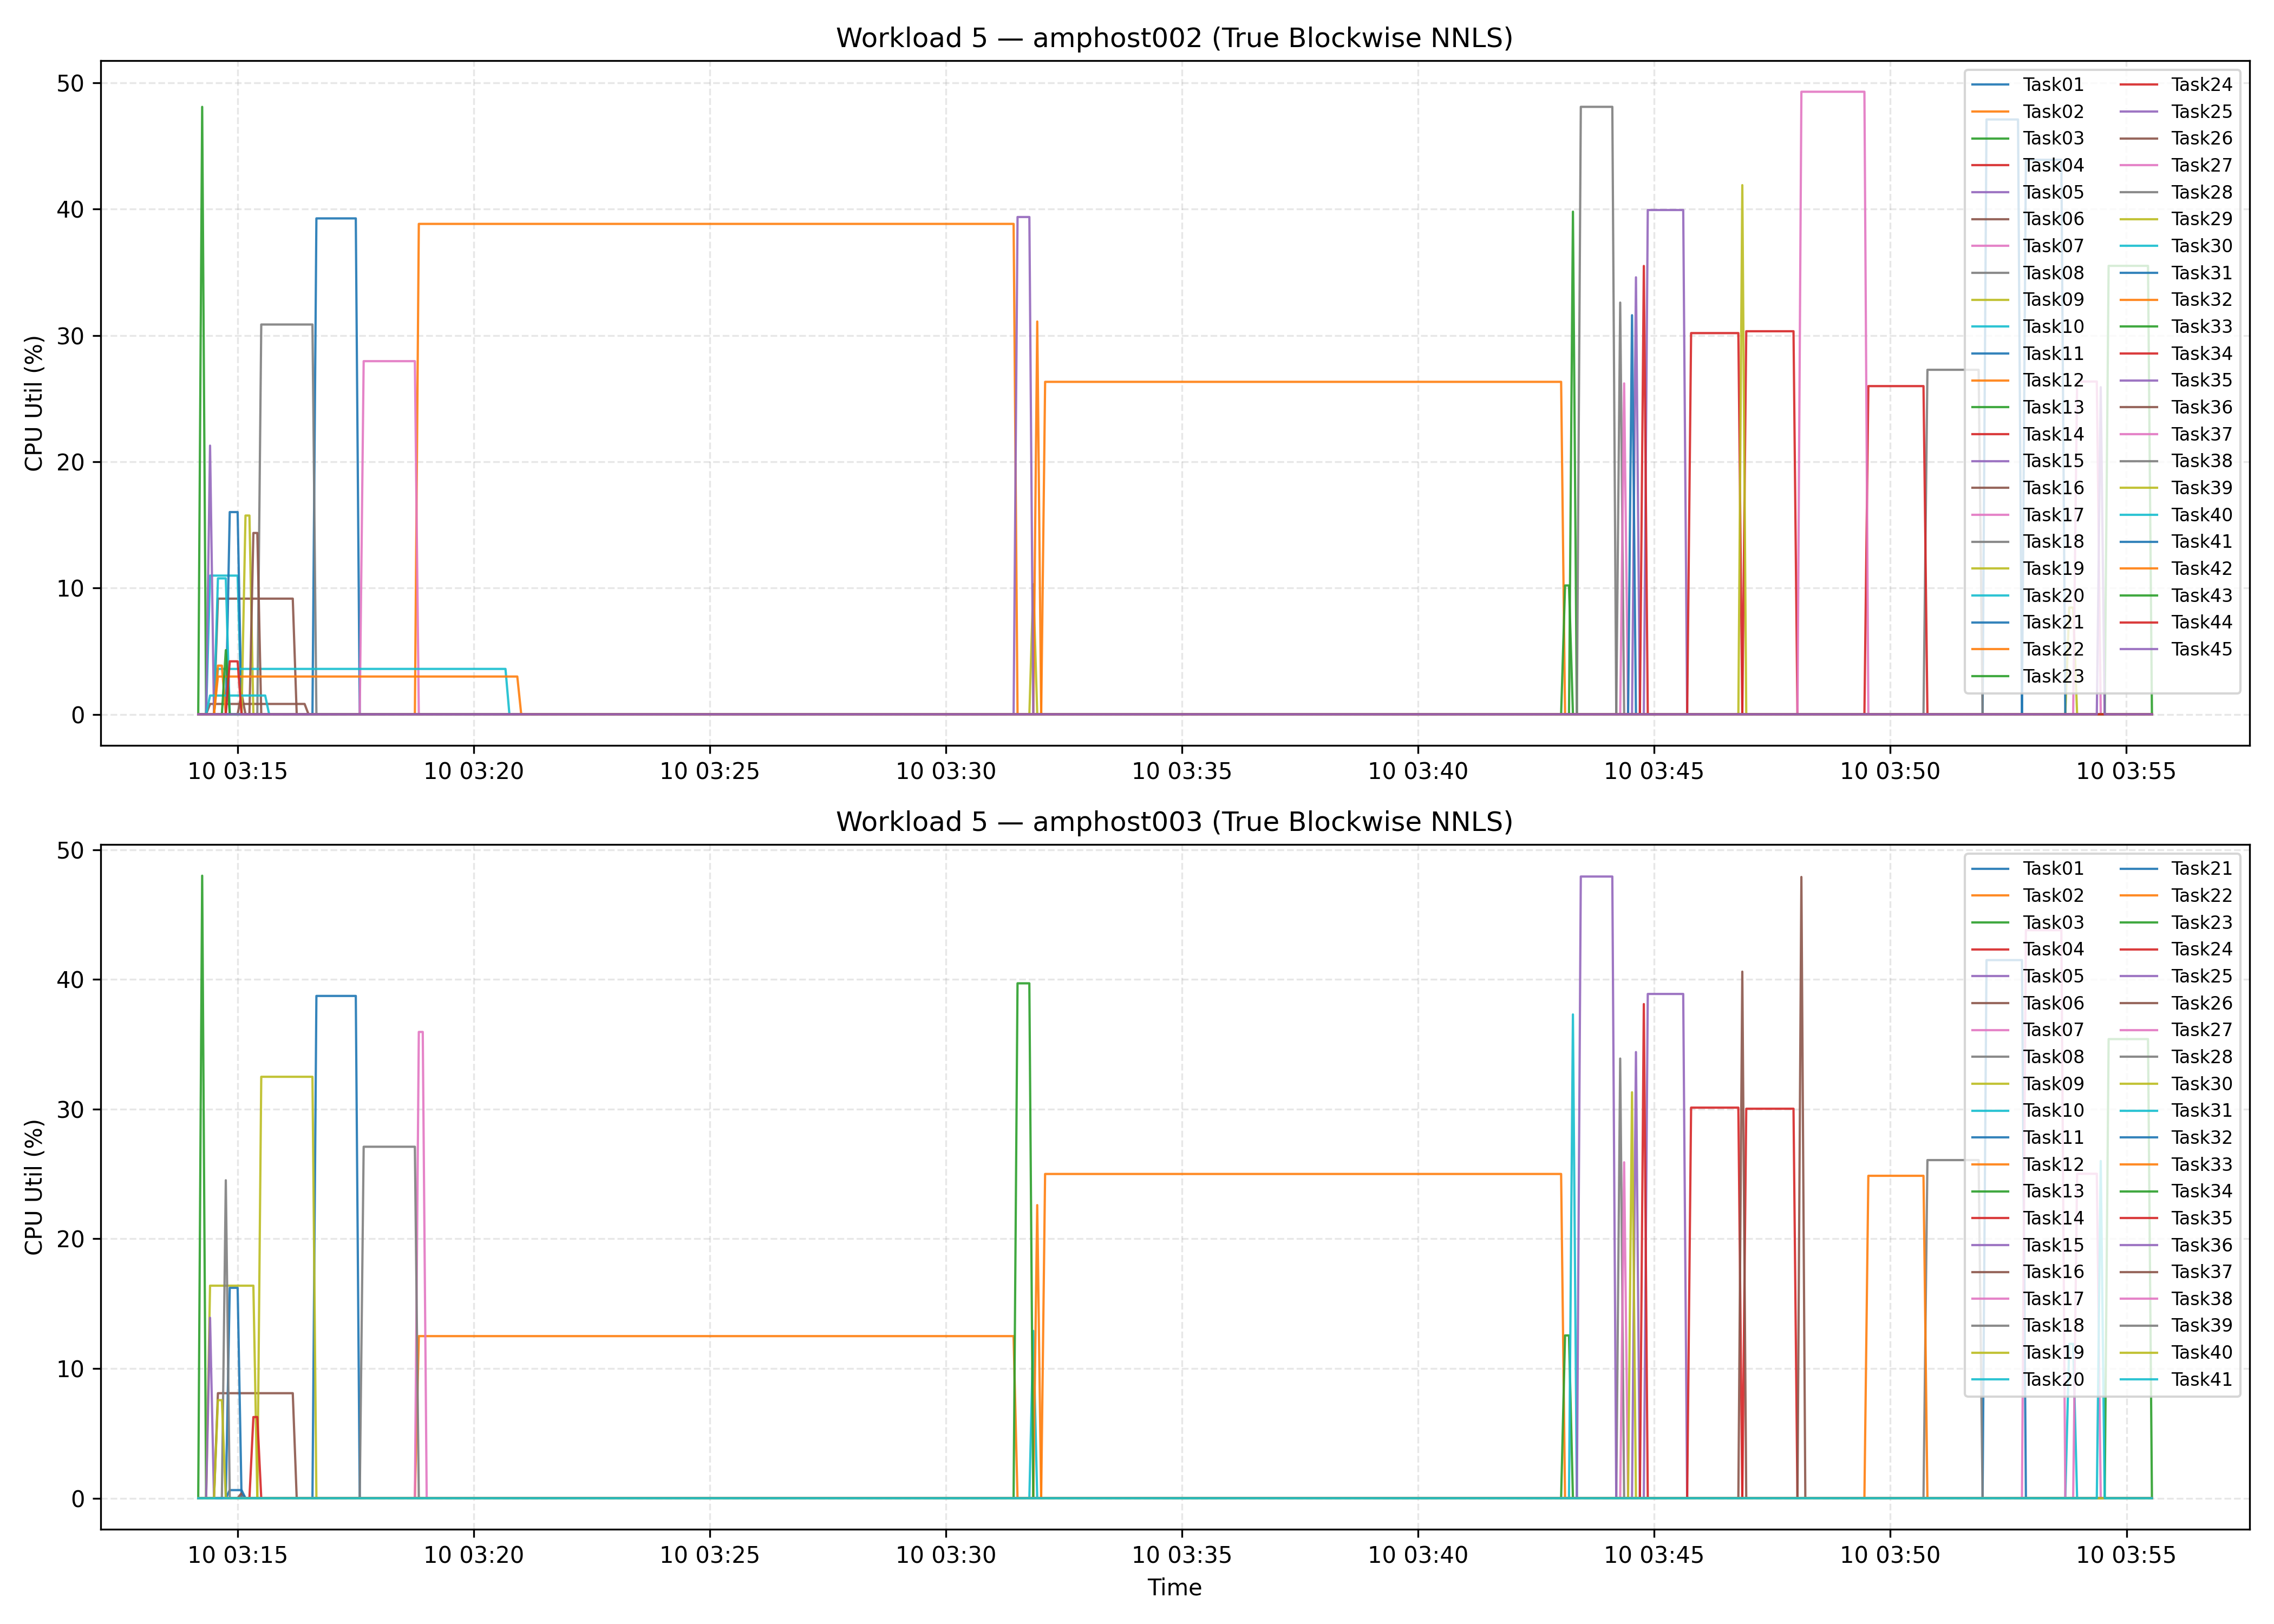 Workload 5 — amphost002 (True Blockwise NNLS)
CPU Util (%)
50
40
30
20
10
0
10 03:15 10 03:20 10 03:25 10 03:30 10 03:35 10 03:40 10 03:45 10 03:50 10 03:55
Task01 Task24
Task02 Task25
Task03 Task26
Task04 Task27
Task05 Task28
Task06 Task29
Task07 Task30
Task08 Task31
Task09 Task32
Task10 Task33
Task11 Task34
Task12 Task35
Task13 Task36
Task14 Task37
Task15 Task38
Task16 Task39
Task17 Task40
Task18 Task41
Task19 Task42
Task20 Task43
Task21 Task44
Task22 Task45
Task23
Workload 5 — amphost003 (True Blockwise NNLS)
CPU Util (%)
50
40
30
20
10
0
10 03:15 10 03:20 10 03:25 10 03:30 10 03:35 10 03:40 10 03:45 10 03:50 10 03:55
Time
Task01 Task21
Task02 Task22
Task03 Task23
Task04 Task24
Task05 Task25
Task06 Task26
Task07 Task27
Task08 Task28
Task09 Task30
Task10 Task31
Task11 Task32
Task12 Task33
Task13 Task34
Task14 Task35
Task15 Task36
Task16 Task37
Task17 Task38
Task18 Task39
Task19 Task40
Task20 Task41